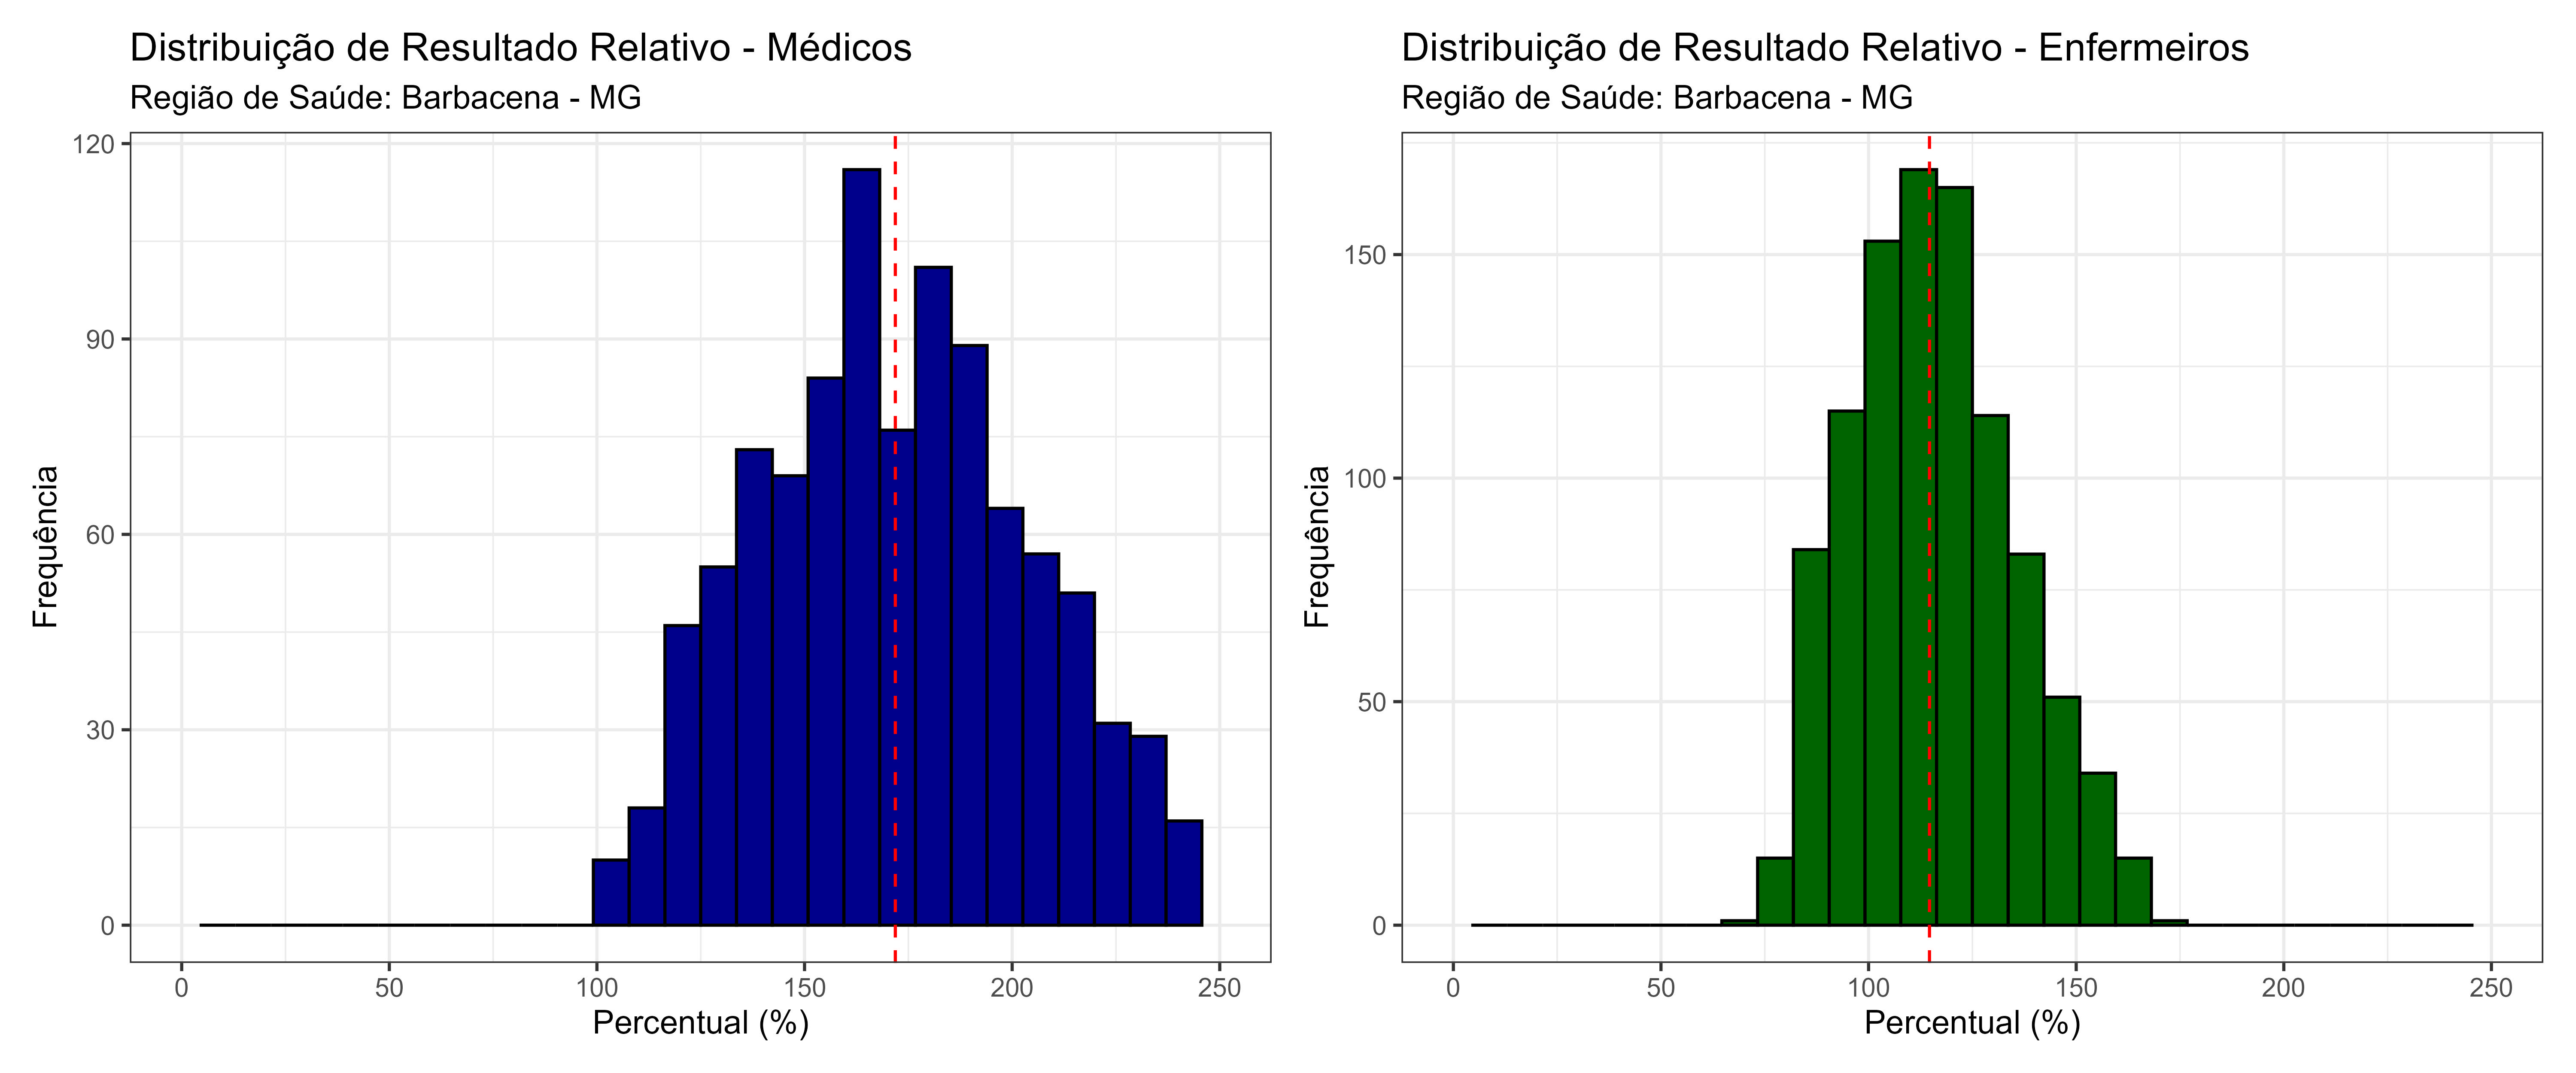 Distribuição de Resultado Relativo - Médicos
Região de Saúde: Barbacena - MG
120
90
60
30
0
Frequência
0 50 100 150 200 250
Percentual (%)
Distribuição de Resultado Relativo - Enfermeiros
Região de Saúde: Barbacena - MG
150
100
50
0
Frequência
0 50 100 150 200 250
Percentual (%)